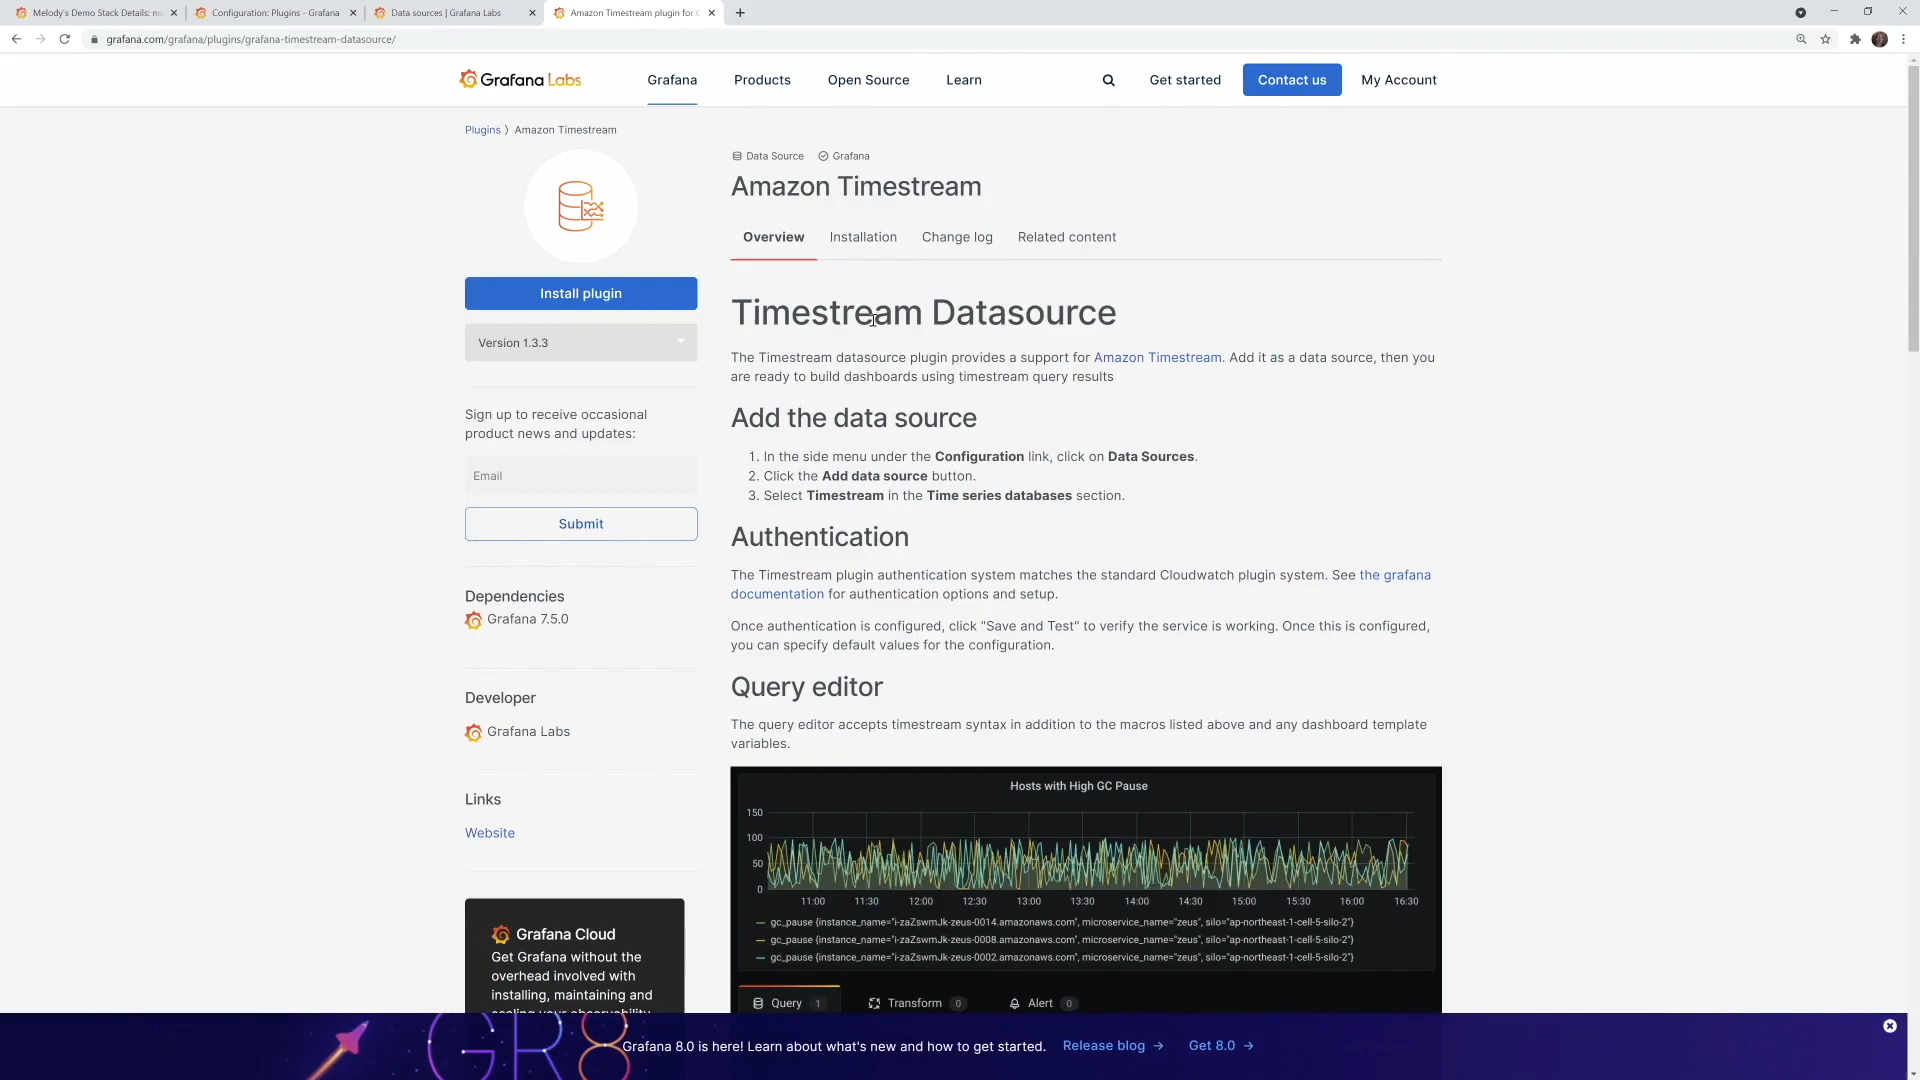 Melody's Demo Stack Details: m
Configuration: Plugins - Grafana
Data sources | Grafana Labs
Amazon Timestream plugin for
grafana.com/grafana/plugins/grafana-timestream-datasource/
Grafana Labs
Grafana
Products
Open Source
Learn
Get started
Contact us
My Account
Plugins 〉 Amazon Timestream
Install plugin
Version 1.3.3
Sign up to receive occasional
product news and updates:
Email
Submit
Dependencies
Grafana 7.5.0
Developer
Grafana Labs
Links
Website
Grafana Cloud
Get Grafana without the
overhead involved with
installing, maintaining and
scaling your observability
Data Source
Grafana
Amazon Timestream
Overview
Installation
Change log
Related content
Timestream Datasource
The Timestream datasource plugin provides a support for Amazon Timestream. Add it as a data source, then you
are ready to build dashboards using timestream query results
Add the data source
1. In the side menu under the Configuration link, click on Data Sources.
2. Click the Add data source button.
3. Select Timestream in the Time series databases section.
Authentication
The Timestream plugin authentication system matches the standard Cloudwatch plugin system. See the grafana
documentation for authentication options and setup.
Once authentication is configured, click "Save and Test" to verify the service is working. Once this is configured,
you can specify default values for the configuration.
Query editor
The query editor accepts timestream syntax in addition to the macros listed above and any dashboard template
variables.
Hosts with High GC Pause
150
100
50
0
11:00 11:30 12:00 12:30 13:00 13:30 14:00 14:30 15:00 15:30 16:00 16:30
gc_pause {instance_name="i-zaZswmJk-zeus-0014.amazonaws.com", microservice_name="zeus", silo="ap-northeast-1-cell-5-silo-2"}
gc_pause {instance_name="i-zaZswmJk-zeus-0008.amazonaws.com", microservice_name="zeus", silo="ap-northeast-1-cell-5-silo-2"}
gc_pause {instance_name="i-zaZswmJk-zeus-0002.amazonaws.com", microservice_name="zeus", silo="ap-northeast-1-cell-5-silo-2"}
Query 1
Transform 0
Alert 0
GR8
Grafana 8.0 is here! Learn about what's new and how to get started.
Release blog →
Get 8.0 →